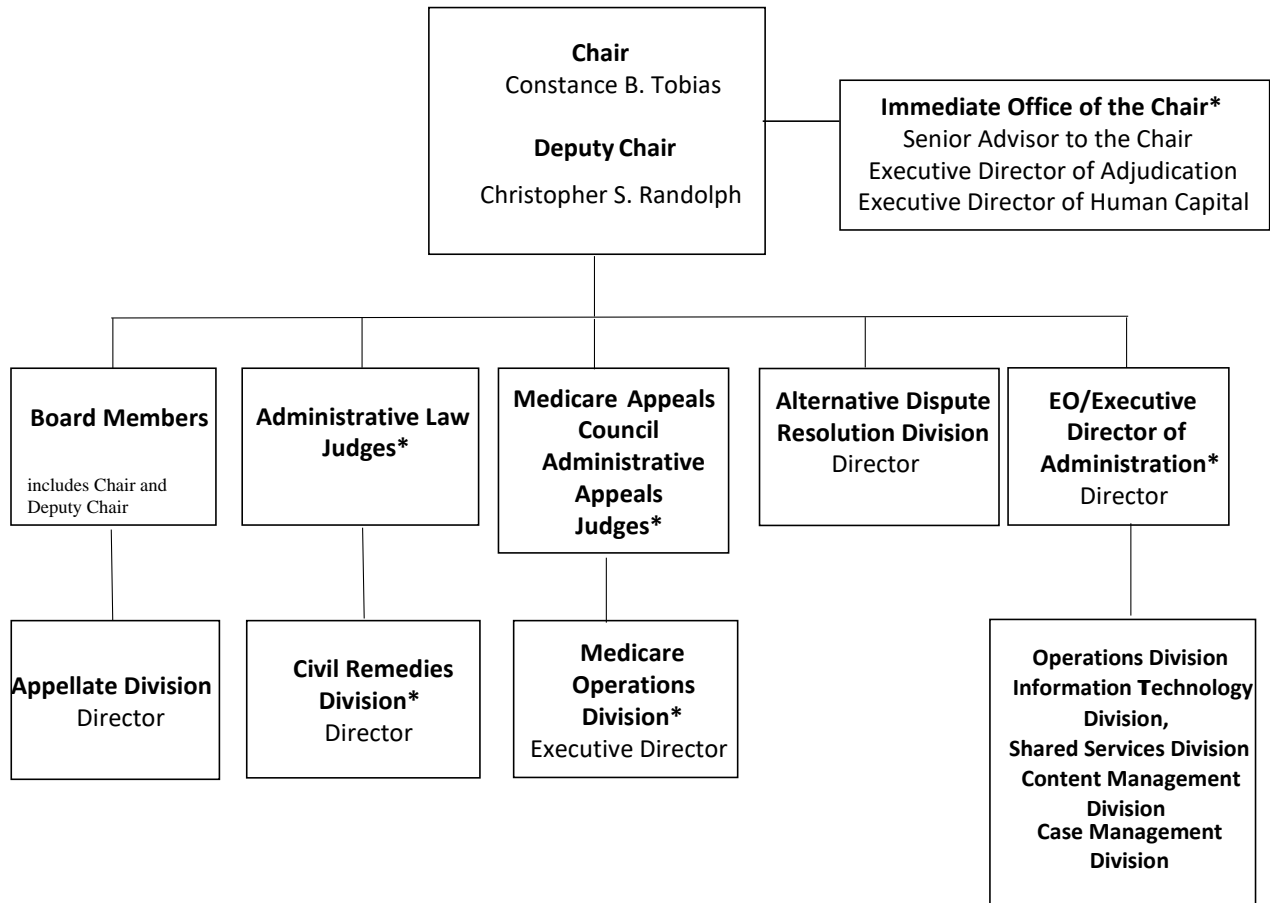 Chair
Constance B. Tobias
Deputy Chair
Christopher S. Randolph
Immediate Office of the Chair*
Senior Advisor to the Chair
Executive Director of Adjudication
Executive Director of Human Capital
Board Members
includes Chair and
Deputy Chair
Administrative Law
Judges*
Medicare Appeals
Council
Administrative
Appeals
Judges*
Alternative Dispute
Resolution Division
Director
EO/Executive
Director of
Administration*
Director
Appellate Division
Director
Civil Remedies
Division*
Director
Medicare
Operations
Division*
Executive Director
Operations Division
Information Technology
Division,
Shared Services Division
Content Management
Division
Case Management
Division